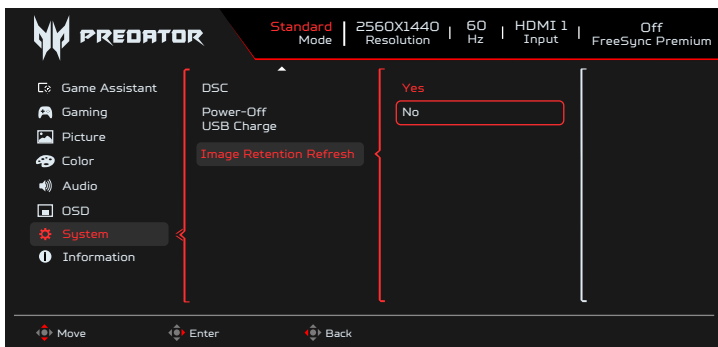 PREDATOR
Standard 2560X1440 60 HDMI 1 Off
Mode Resolution Hz Input FreeSync Premium
Game Assistant
Gaming
Picture
Color
Audio
OSD
System
Information
DSC
Power-Off
USB Charge
Image Retention Refresh
Yes
No
Move Enter Back